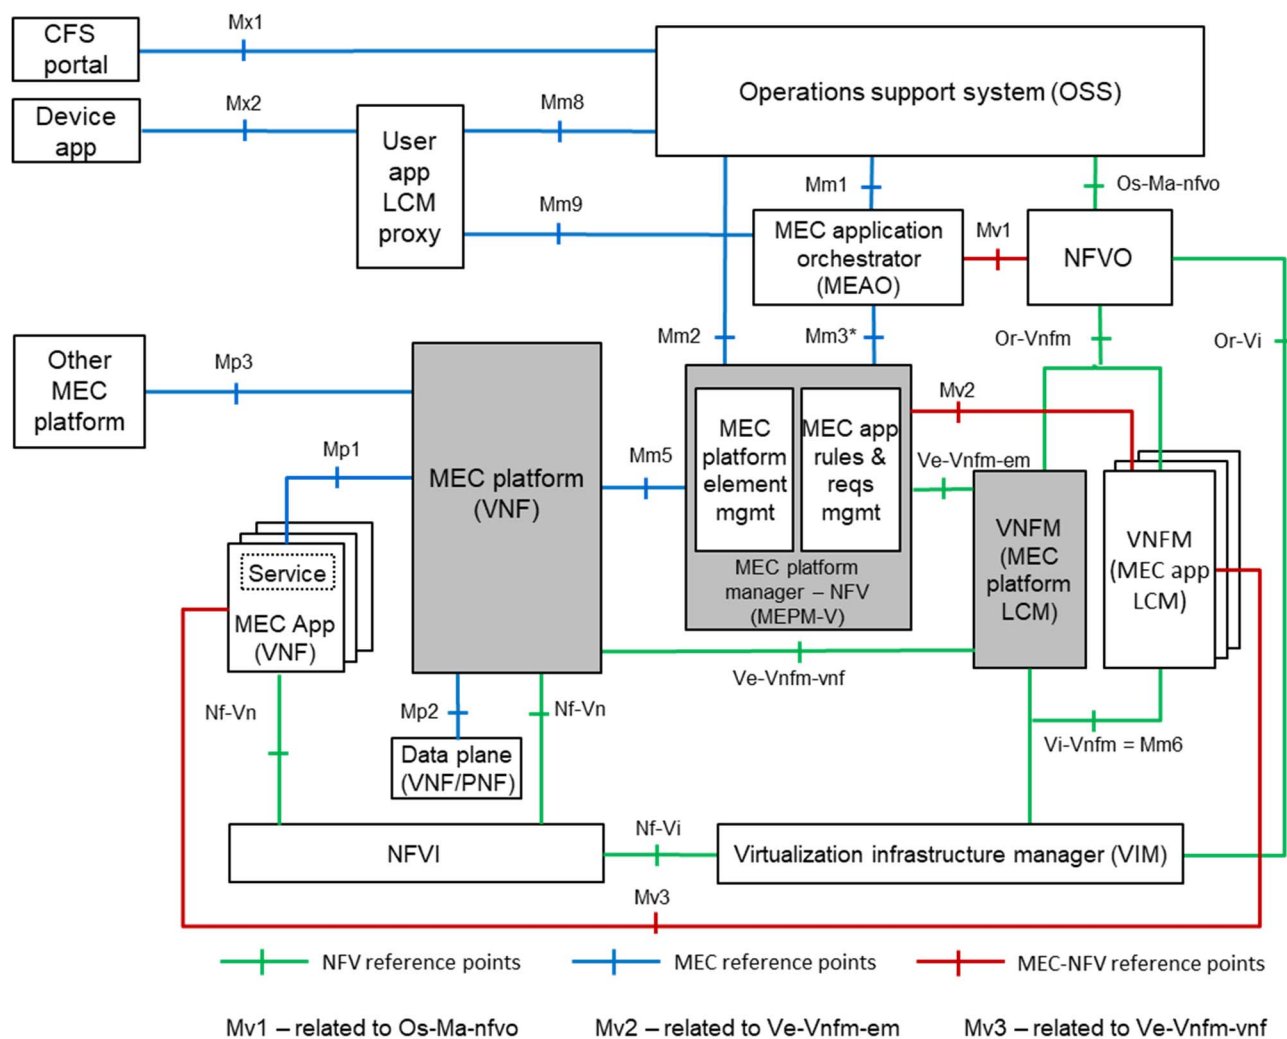 Mx1
CFS
portal
Operations support system (OSS)
Device
app
Mx2
Mm8
User
app
LCM
proxy
Mm1
Os-Ma-nfvo
Mm9
MEC application
orchestrator
(MEAO)
Mv1
NFVO
Mm2
Mm3*
Or-Vnfm
Or-Vi
Other
MEC
platform
Mp3
Mp1
MEC platform
(VNF)
Mm5
MEC
platform
element
mgmt
MEC app
rules &
reqs
mgmt
MEC platform
manager – NFV
(MEPM-V)
Mv2
Ve-Vnfm-em
VNFM
(MEC
platform
LCM)
VNFM
(MEC app
LCM)
Service
MEC App
(VNF)
Ve-Vnfm-vnf
Nf-Vn
Mp2
Nf-Vn
Data plane
(VNF/PNF)
Vi-Vnfm = Mm6
NFVI
Nf-Vi
Virtualization infrastructure manager (VIM)
Mv3
NFV reference points
MEC reference points
MEC-NFV reference points
Mv1 – related to Os-Ma-nfvo
Mv2 – related to Ve-Vnfm-em
Mv3 – related to Ve-Vnfm-vnf